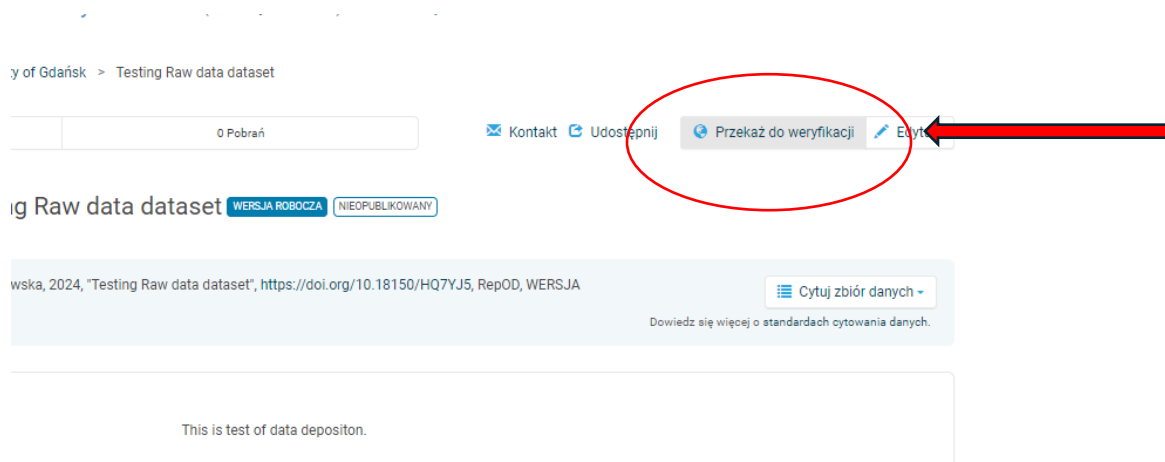 ty of Gdańsk > Testing Raw data dataset
0 Pobrań
Kontakt Udostępnij Przekaż do weryfikacji
ng Raw data dataset WERSJA ROBOCZA NIEOPUBLIKOWANY
wska, 2024, "Testing Raw data dataset", https://doi.org/10.18150/HQ7YJ5, RepOD, WERSJA
Cytuj zbiór danych
Dowiedz się więcej o standardach cytowania danych.
This is test of data depositon.